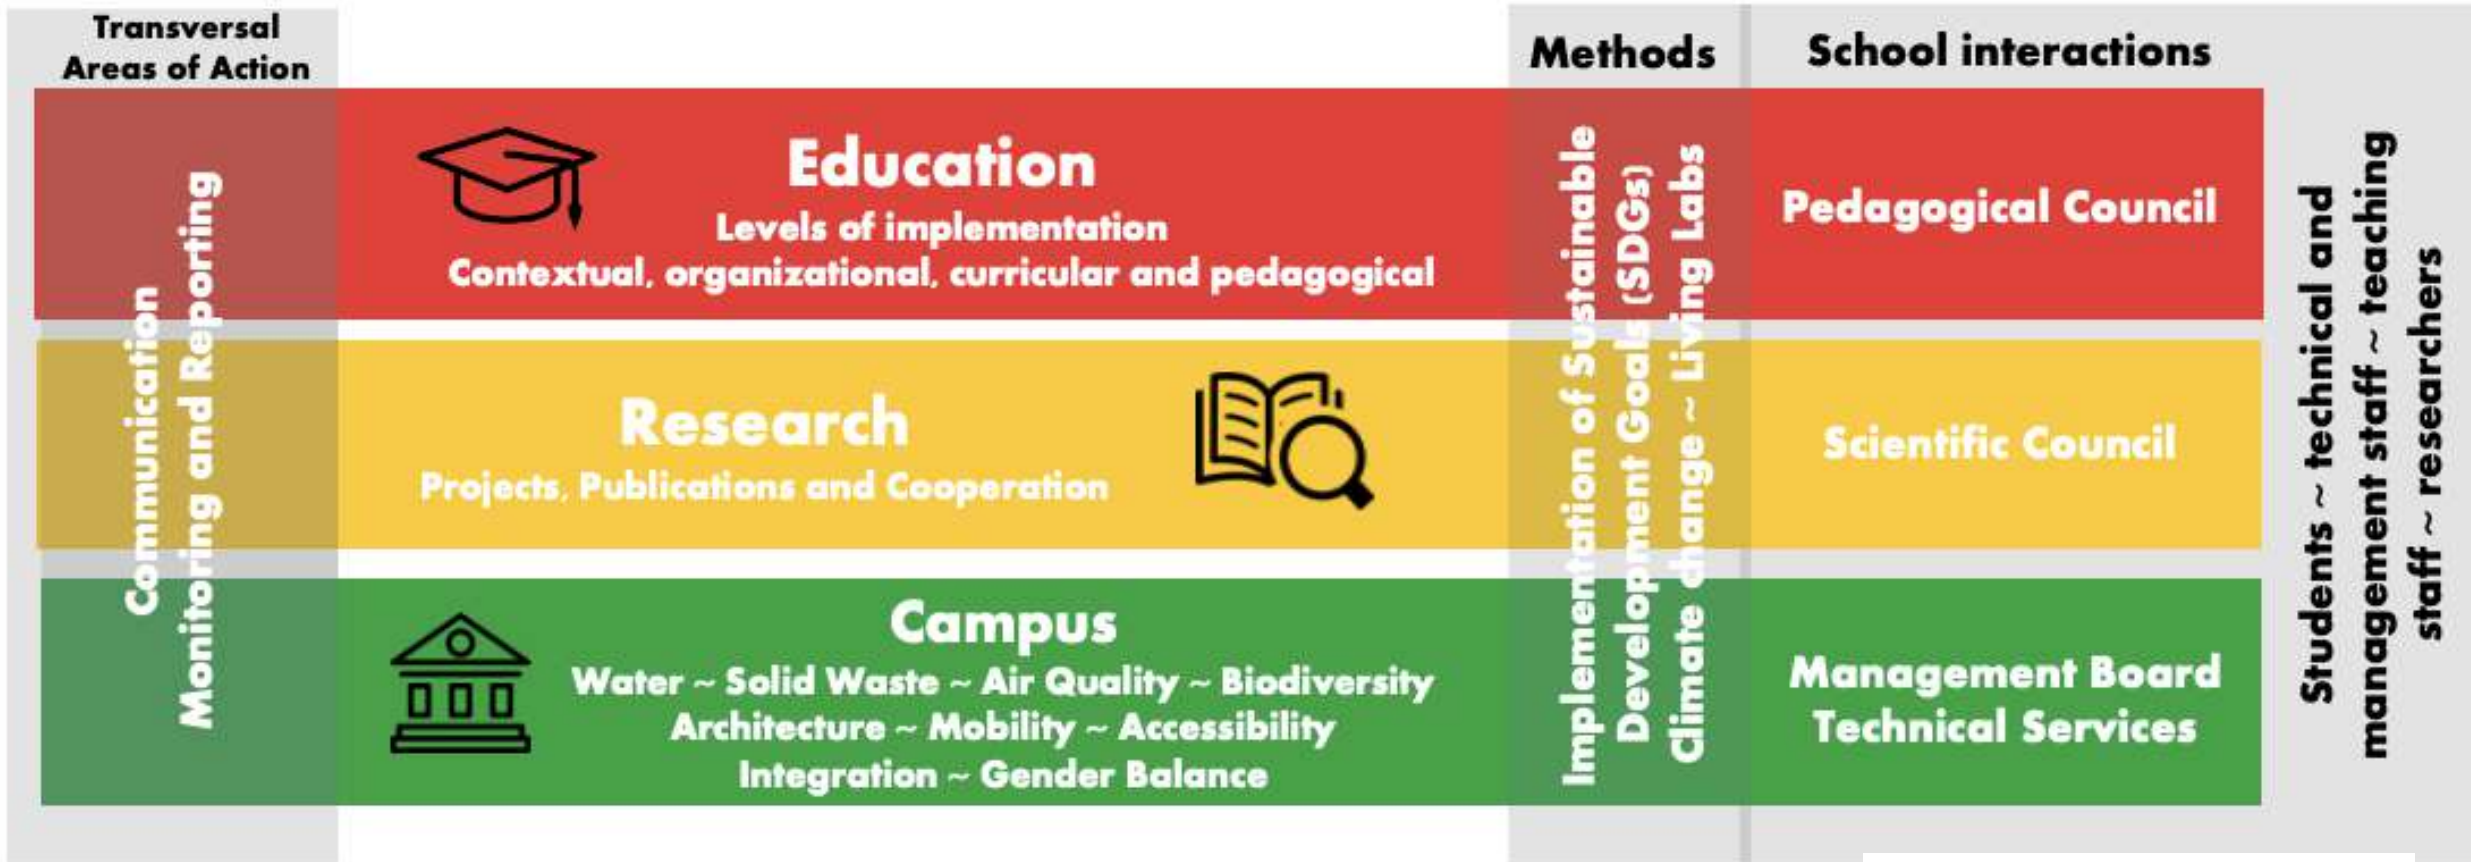 Transversal
Areas of Action
Methods
School interactions
Communication
Monitoring and Reporting
Education
Levels of implementation
Contextual, organizational, curricular and pedagogical
Research
Projects, Publications and Cooperation
Campus
Water ~ Solid Waste ~ Air Quality ~ Biodiversity
Architecture ~ Mobility ~ Accessibility
Integration ~ Gender Balance
Implementation of Sustainable
Development Goals (SDGs)
Climate change ~ Living Labs
Pedagogical Council
Scientific Council
Management Board
Technical Services
Students ~ technical and
management staff ~ teaching
staff ~ researchers